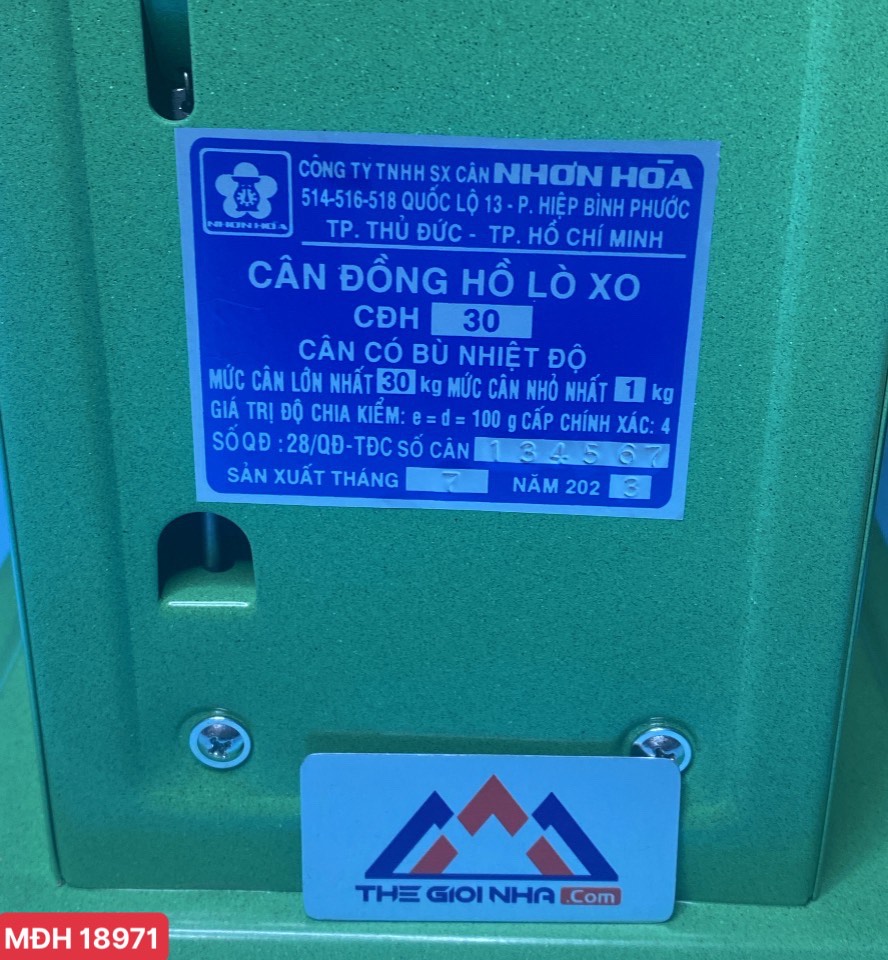 NHƠN HÒA
CÔNG TY TNHH SX CÂN NHƠN HÒA
514-516-518 QUỐC LỘ 13 - P. HIỆP BÌNH PHƯỚC
TP. THỦ ĐỨC - TP. HỒ CHÍ MINH
CÂN ĐỒNG HỒ LÒ XO
CĐH 30
CÂN CÓ BÙ NHIỆT ĐỘ
MỨC CÂN LỚN NHẤT 30 kg MỨC CÂN NHỎ NHẤT 1 kg
GIÁ TRỊ ĐỘ CHIA KIỂM: e = d = 100 g CẤP CHÍNH XÁC: 4
SỐ QĐ : 28/QĐ-TĐC SỐ CÂN 134567
SẢN XUẤT THÁNG 7 NĂM 2023
THE GIOI NHA .Com
MĐH 18971